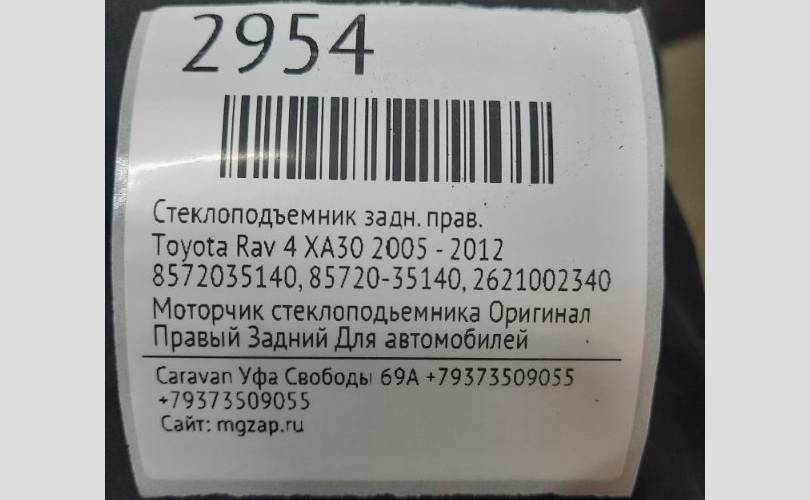 2954
Стеклоподъемник задн. прав.
Toyota Rav 4 XA30 2005 - 2012
8572035140, 85720-35140, 2621002340
Моторчик стеклоподьемника Оригинал
Правый Задний Для автомобилей
Caravan Уфа Свободы 69А +79373509055
+79373509055
Сайт: mgzap.ru